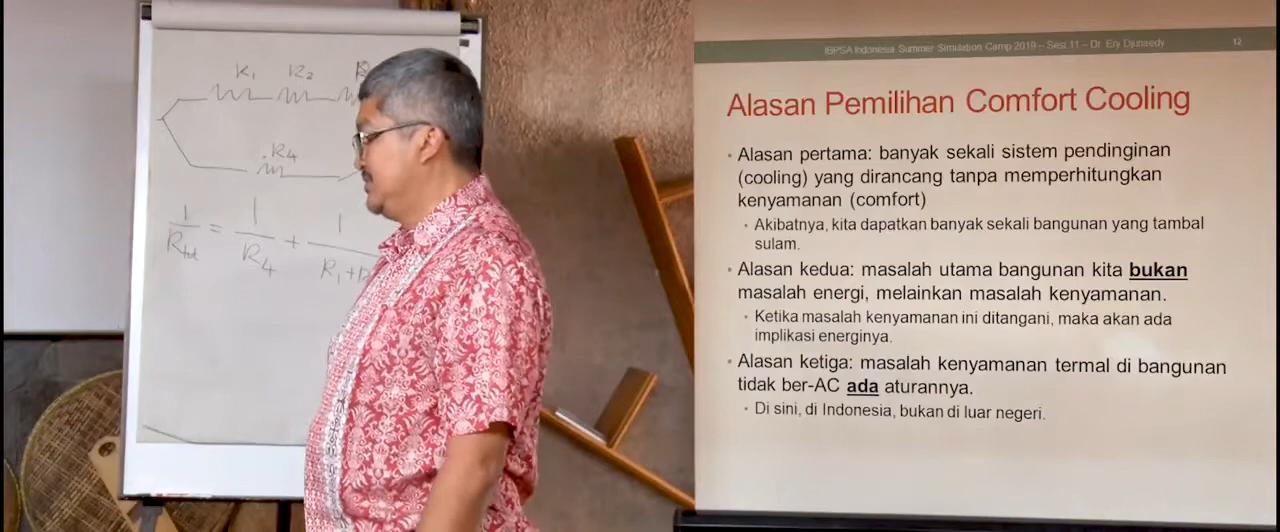 R₁ R₂
R₄
1/R = 1/R₄ + 1/R₁+
IBPSA Indonesia Summer Simulation Camp 2019 – Sesi 11 – Dr. Ery Djunaedy 12
Alasan Pemilihan Comfort Cooling
• Alasan pertama: banyak sekali sistem pendinginan
(cooling) yang dirancang tanpa memperhitungkan
kenyamanan (comfort)
• Akibatnya, kita dapatkan banyak sekali bangunan yang tambal
sulam.
• Alasan kedua: masalah utama bangunan kita bukan
masalah energi, melainkan masalah kenyamanan.
• Ketika masalah kenyamanan ini ditangani, maka akan ada
implikasi energinya.
• Alasan ketiga: masalah kenyamanan termal di bangunan
tidak ber-AC ada aturannya.
• Di sini, di Indonesia, bukan di luar negeri.